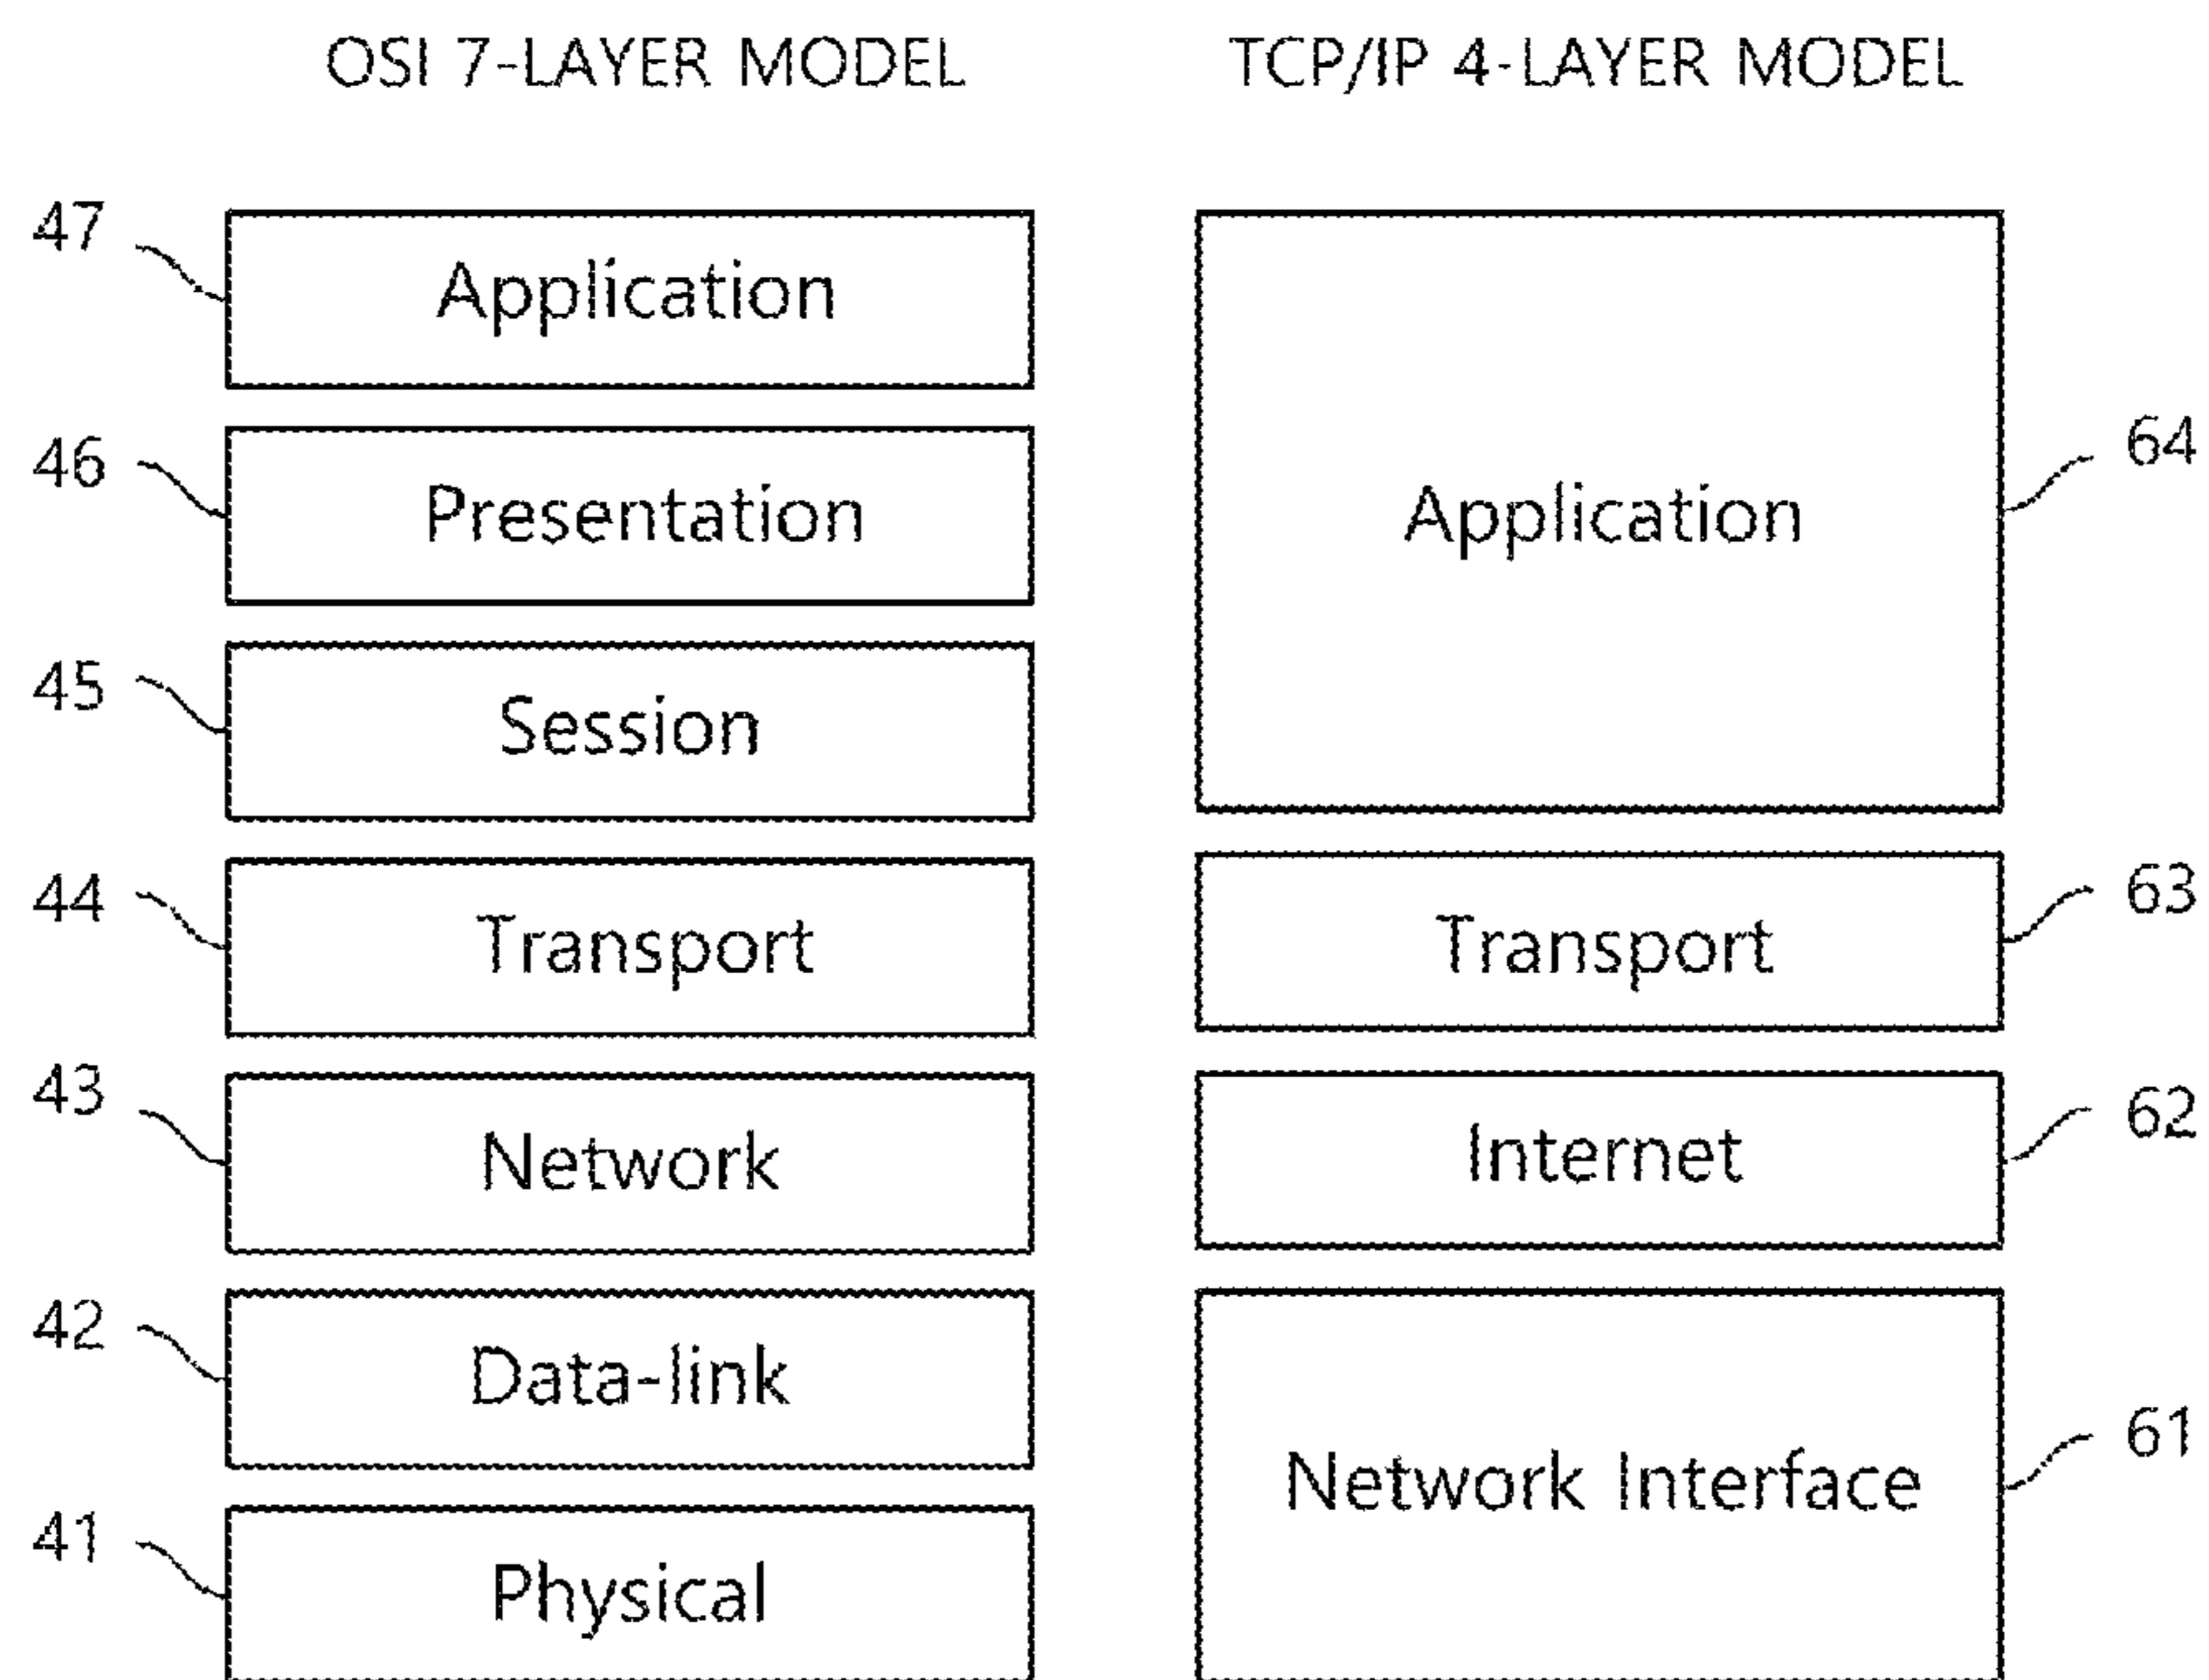 OSI 7-LAYER MODEL
TCP/IP 4-LAYER MODEL
47
Application
46
Presentation
45
Session
44
Transport
43
Network
42
Data-link
41
Physical
Application
64
Transport
63
Internet
62
Network Interface
61